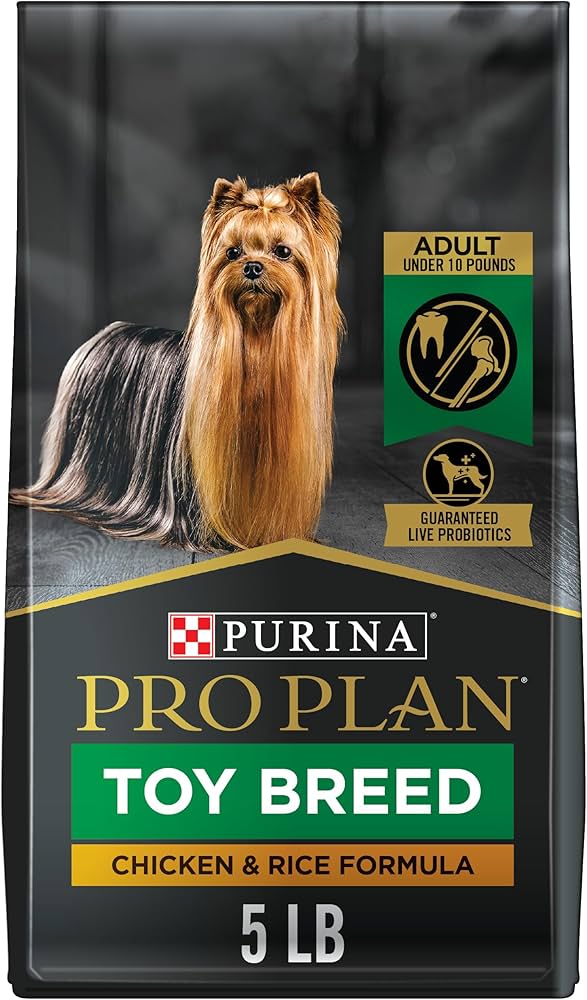 ADULT
UNDER 10 POUNDS
GUARANTEED
LIVE PROBIOTICS
PURINA®
PRO PLAN®
TOY BREED
CHICKEN & RICE FORMULA
5 LB